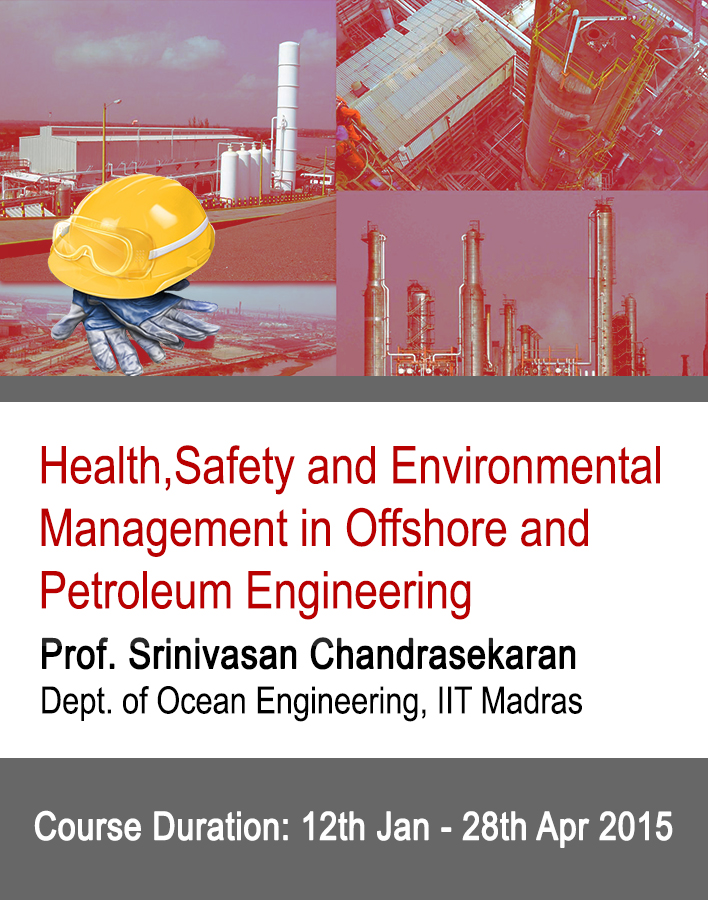 Health,Safety and Environmental
Management in Offshore and
Petroleum Engineering
Prof. Srinivasan Chandrasekaran
Dept. of Ocean Engineering, IIT Madras
Course Duration: 12th Jan - 28th Apr 2015